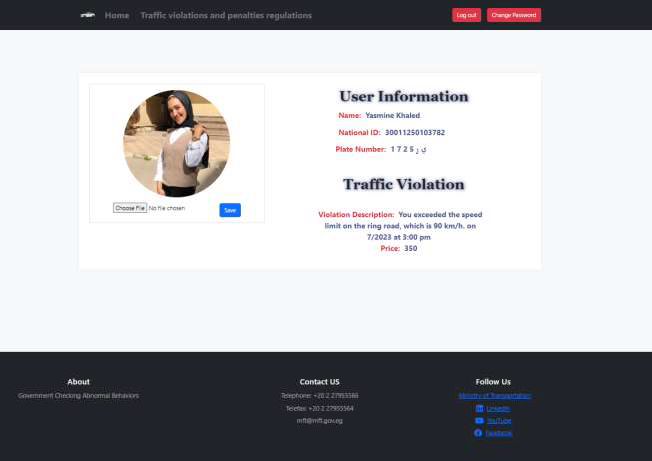 Home Traffic violations and penalties regulations Log out Change Password
User Information
Name: Yasmine Khaled
National ID: 30011250103782
Plate Number: 1 7 2 5 ي ر
Choose File No file chosen Save
Traffic Violation
Violation Description: You exceeded the speed
limit on the ring road, which is 90 km/h. on
7/2023 at 3:00 pm
Price: 350
About
Government Checking Abnormal Behaviors
Contact US
Telephone: +20 2 27955566
Telefax: +20 2 27955564
mft@mft.gov.eg
Follow Us
Ministry of Transportation
LinkedIn
YouTube
Facebook